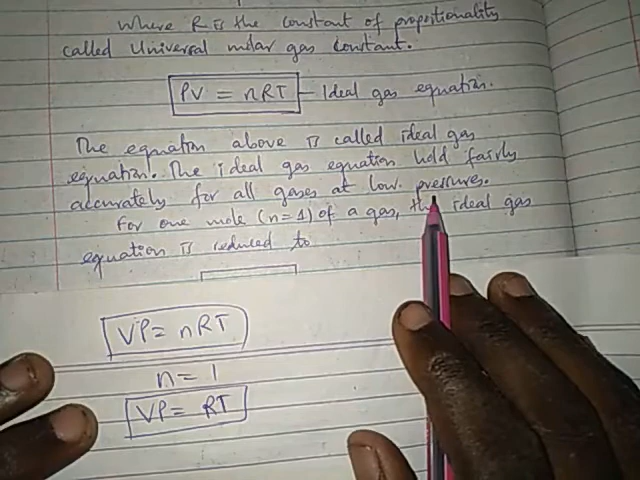 where R is the constant of propotionality
called Universal molar gas constant.
PV = nRT - Ideal gas equation.
The equation above is called ideal gas
equation. The ideal gas equation hold fairly
accurately for all gases at low pressures.
For one mole (n=1) of a gas, the ideal gas
equation is reduced to
VP = nRT
n = 1
VP = RT